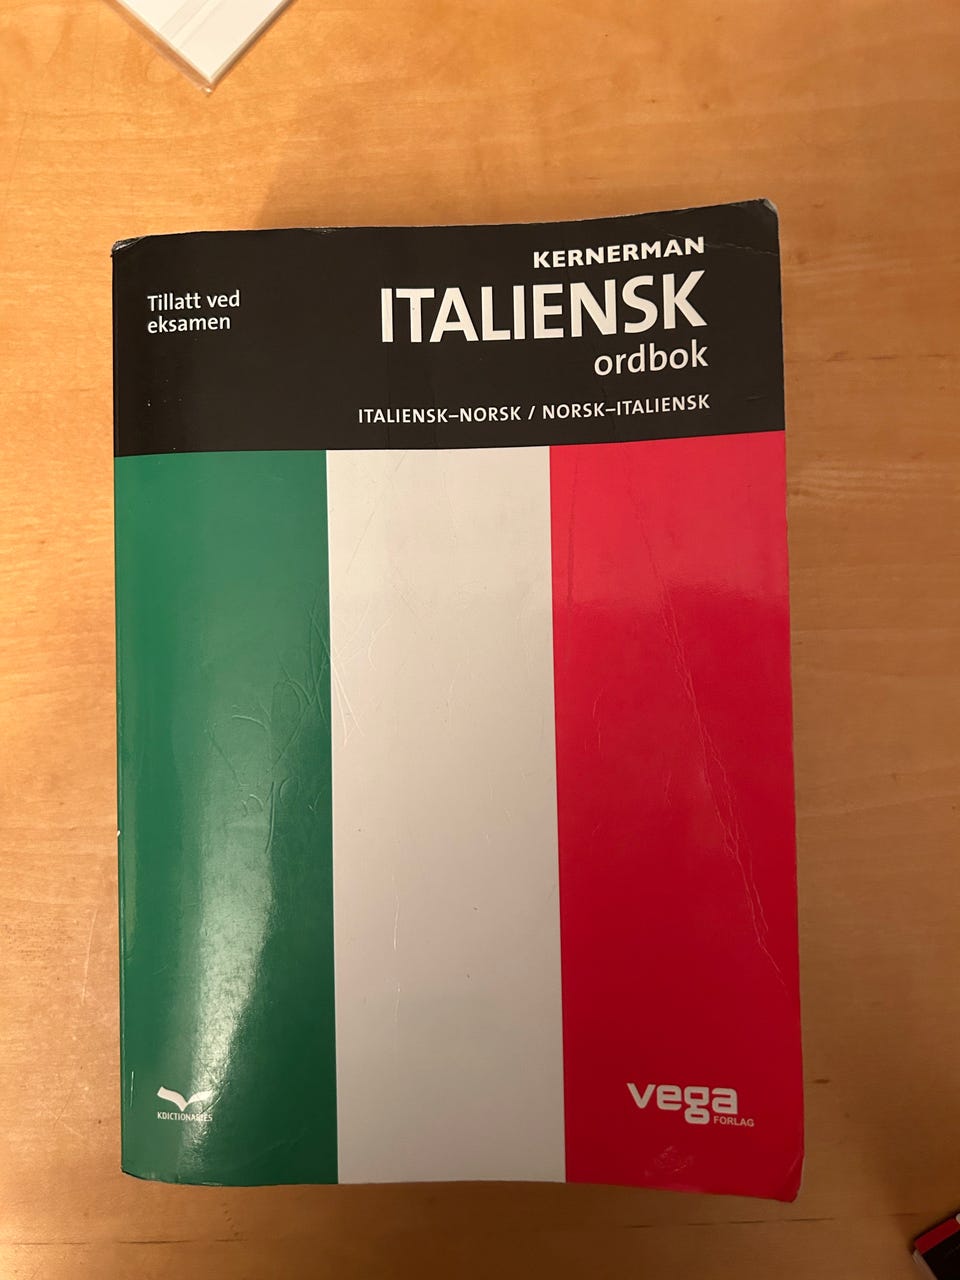 Tillatt ved
eksamen
KERNERMAN
ITALIENSK
ordbok
ITALIENSK–NORSK / NORSK–ITALIENSK
KDICTIONARIES
vega
FORLAG